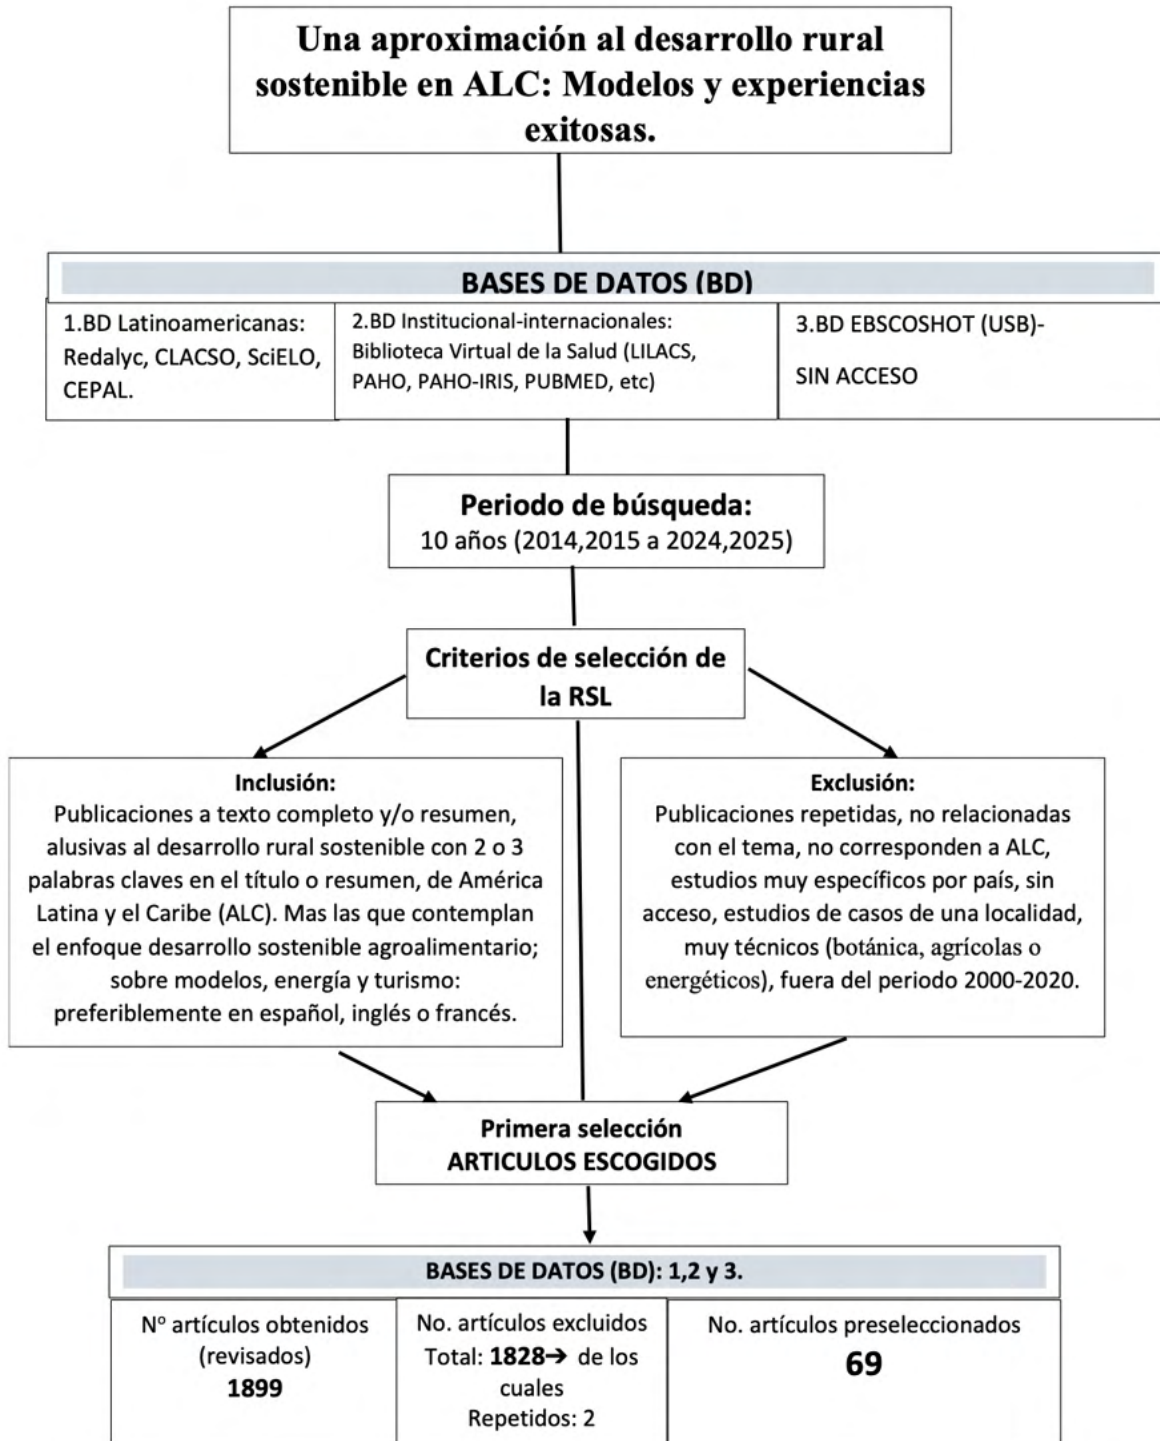 Una aproximación al desarrollo rural
sostenible en ALC: Modelos y experiencias
exitosas.
BASES DE DATOS (BD)
1.BD Latinoamericanas:
Redalyc, CLACSO, SciELO,
CEPAL.
2.BD Institucional-internacionales:
Biblioteca Virtual de la Salud (LILACS,
PAHO, PAHO-IRIS, PUBMED, etc)
3.BD EBSCOSHOT (USB)-
SIN ACCESO
Periodo de búsqueda:
10 años (2014,2015 a 2024,2025)
Criterios de selección de
la RSL
Inclusión:
Publicaciones a texto completo y/o resumen,
alusivas al desarrollo rural sostenible con 2 o 3
palabras claves en el título o resumen, de América
Latina y el Caribe (ALC). Mas las que contemplan
el enfoque desarrollo sostenible agroalimentario;
sobre modelos, energía y turismo:
preferiblemente en español, inglés o francés.
Exclusión:
Publicaciones repetidas, no relacionadas
con el tema, no corresponden a ALC,
estudios muy específicos por país, sin
acceso, estudios de casos de una localidad,
muy técnicos (botánica, agrícolas o
energéticos), fuera del periodo 2000-2020.
Primera selección
ARTICULOS ESCOGIDOS
BASES DE DATOS (BD): 1,2 y 3.
Nº artículos obtenidos
(revisados)
1899
No. artículos excluidos
Total: 1828→ de los
cuales
Repetidos: 2
No. artículos preseleccionados
69